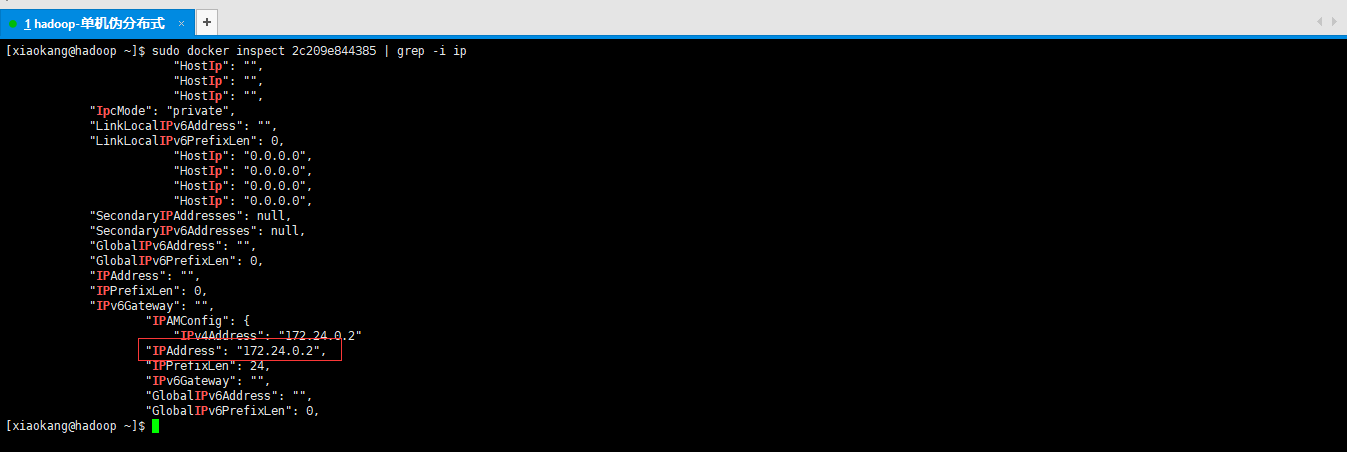 1 hadoop-单机伪分布式 × +
[xiaokang@hadoop ~]$ sudo docker inspect 2c209e844385 | grep -i ip
"HostIp": "",
"HostIp": "",
"HostIp": "",
"IpcMode": "private",
"LinkLocalIPv6Address": "",
"LinkLocalIPv6PrefixLen": 0,
"HostIp": "0.0.0.0",
"HostIp": "0.0.0.0",
"HostIp": "0.0.0.0",
"HostIp": "0.0.0.0",
"SecondaryIPAddresses": null,
"SecondaryIPv6Addresses": null,
"GlobalIPv6Address": "",
"GlobalIPv6PrefixLen": 0,
"IPAddress": "",
"IPPrefixLen": 0,
"IPv6Gateway": "",
"IPAMConfig": {
"IPv4Address": "172.24.0.2"
"IPAddress": "172.24.0.2",
"IPPrefixLen": 24,
"IPv6Gateway": "",
"GlobalIPv6Address": "",
"GlobalIPv6PrefixLen": 0,
[xiaokang@hadoop ~]$